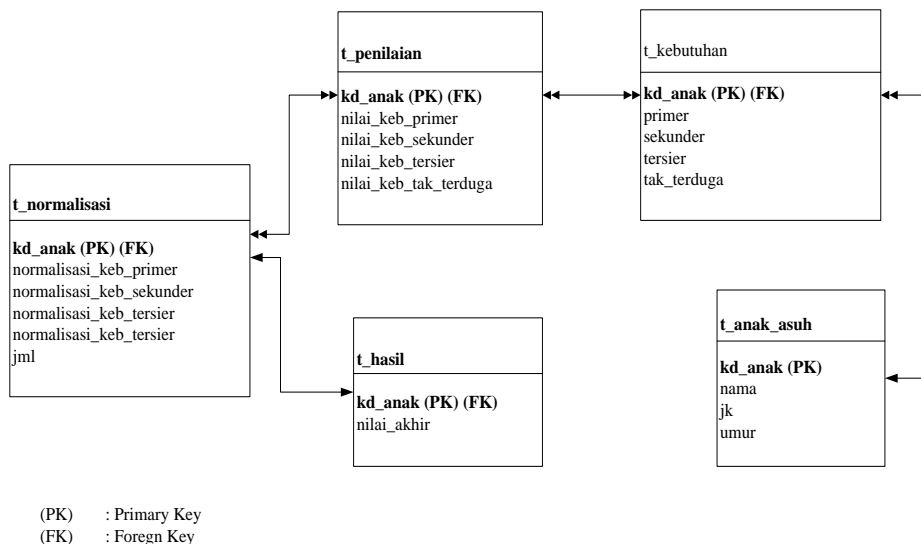 t_penilaian
kd_anak (PK) (FK)
nilai_keb_primer
nilai_keb_sekunder
nilai_keb_tersier
nilai_keb_tak_terduga
t_kebutuhan
kd_anak (PK) (FK)
primer
sekunder
tersier
tak_terduga
t_normalisasi
kd_anak (PK) (FK)
normalisasi_keb_primer
normalisasi_keb_sekunder
normalisasi_keb_tersier
normalisasi_keb_tersier
jml
t_hasil
kd_anak (PK) (FK)
nilai_akhir
t_anak_asuh
kd_anak (PK)
nama
jk
umur
(PK) : Primary Key
(FK) : Foregn Key